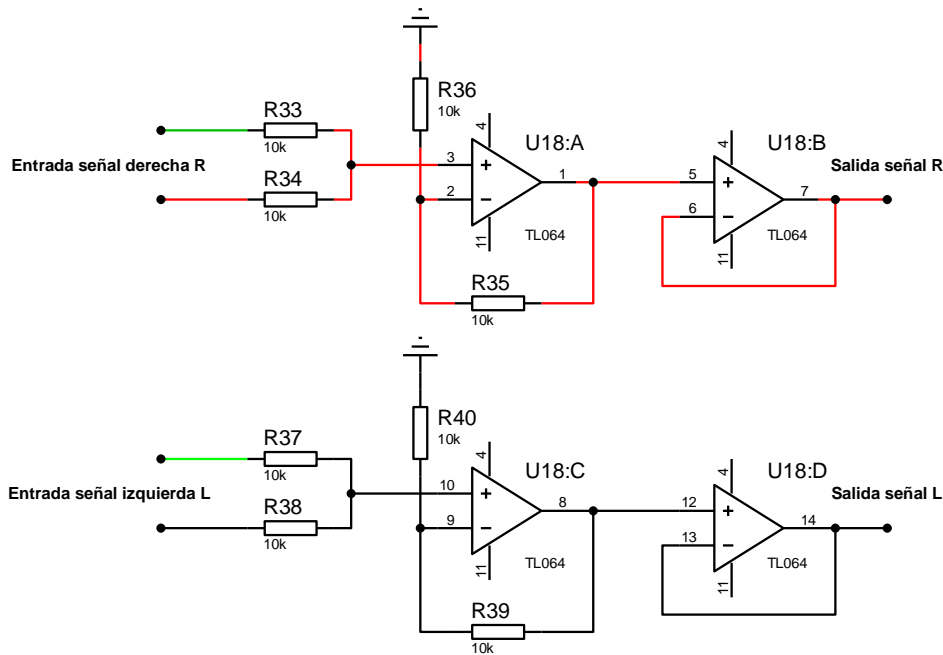 R36
10k
R33
10k
4
U18:A
4
U18:B
Entrada señal derecha R
3
1
5
7
Salida señal R
R34
10k
2
6
11
TL064
11
TL064
R35
10k
R40
10k
R37
10k
4
U18:C
4
U18:D
Entrada señal izquierda L
10
8
12
14
Salida señal L
R38
10k
9
13
11
TL064
11
TL064
R39
10k